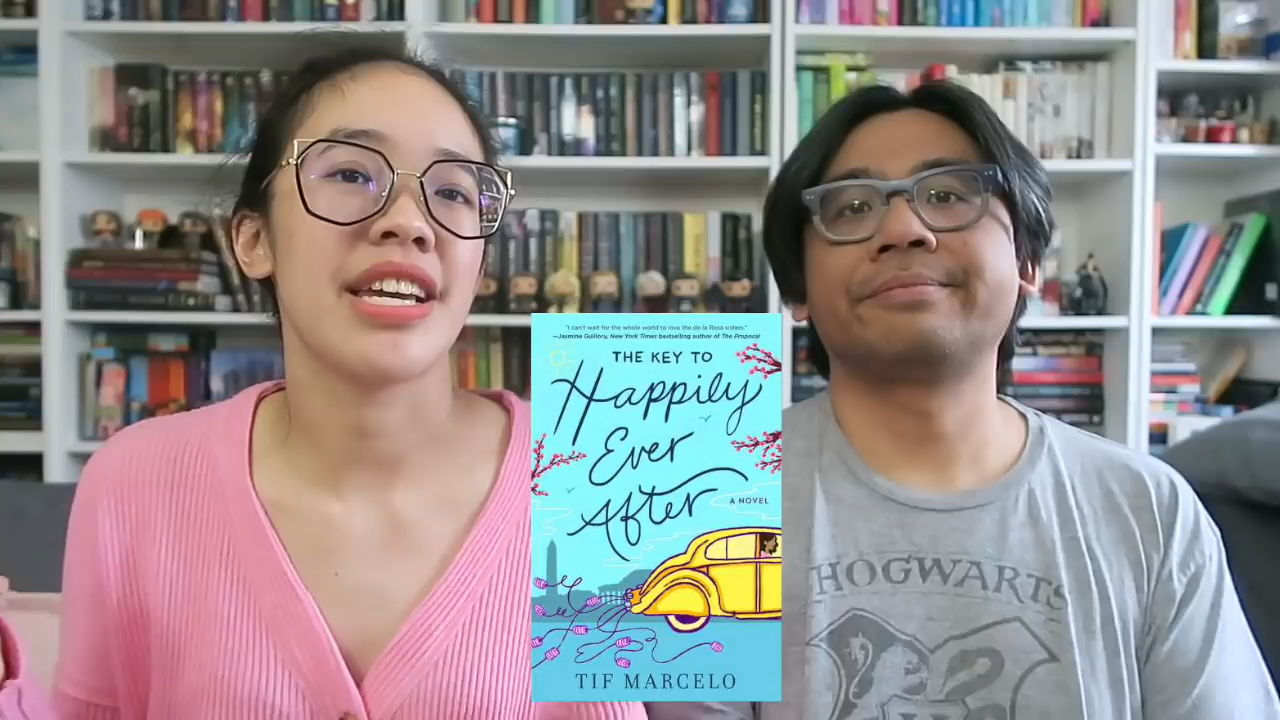 "I can't wait for the whole world to love the de la Rosa sisters."
—Jasmine Guillory, New York Times bestselling author of The Proposal
THE KEY TO
Happily
Ever
After
A NOVEL
TIF MARCELO
HOGWARTS
H